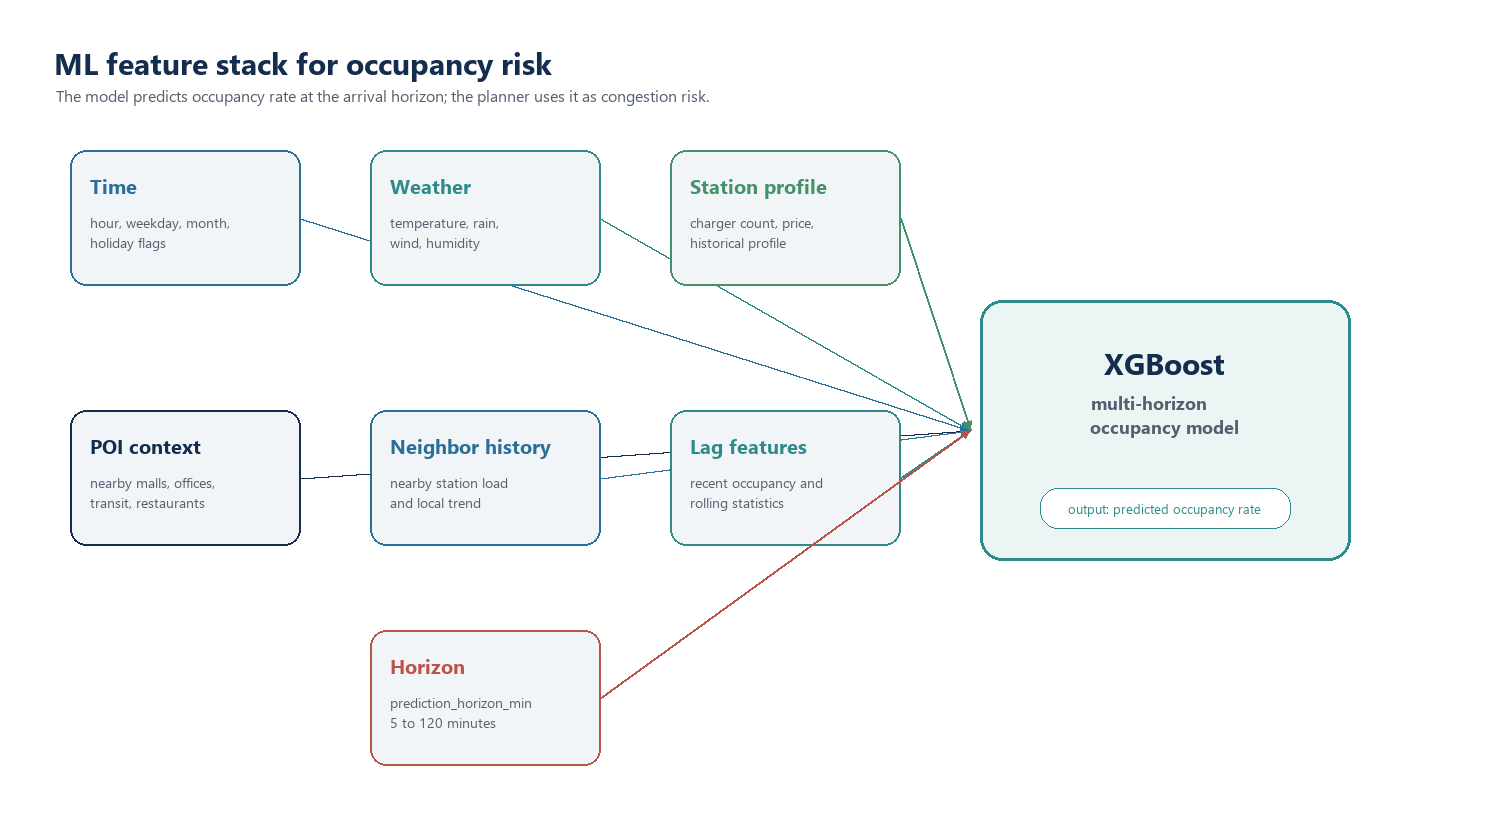 ML feature stack for occupancy risk
The model predicts occupancy rate at the arrival horizon; the planner uses it as congestion risk.
Time
hour, weekday, month,
holiday flags
Weather
temperature, rain,
wind, humidity
Station profile
charger count, price,
historical profile
POI context
nearby malls, offices,
transit, restaurants
Neighbor history
nearby station load
and local trend
Lag features
recent occupancy and
rolling statistics
XGBoost
multi-horizon
occupancy model
output: predicted occupancy rate
Horizon
prediction_horizon_min
5 to 120 minutes